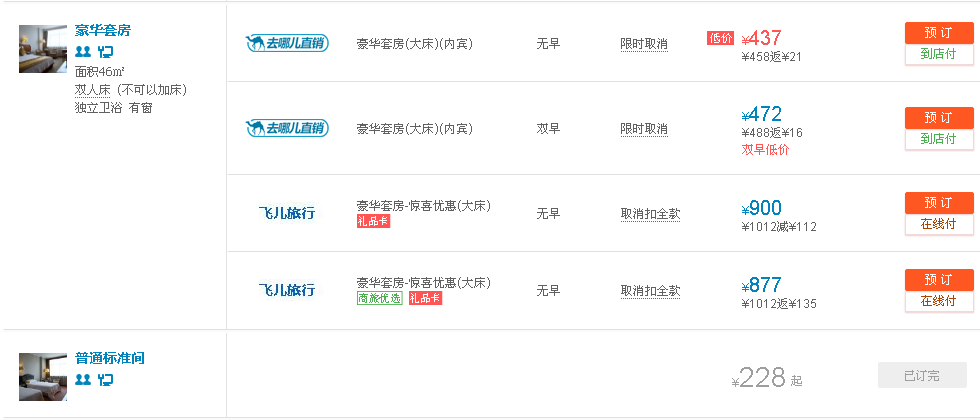 豪华套房
面积46㎡
双人床 (不可以加床)
独立卫浴 有窗
去哪儿直销 豪华套房(大床)(内宾) 无早 限时取消 低价 ¥437 预 订
¥458返¥21 到店付
去哪儿直销 豪华套房(大床)(内宾) 双早 限时取消 ¥472 预 订
¥488返¥16 到店付
双早低价
飞儿旅行 豪华套房-惊喜优惠(大床) 无早 取消扣全款 ¥900 预 订
礼品卡 ¥1012减¥112 在线付
飞儿旅行 豪华套房-惊喜优惠(大床) 无早 取消扣全款 ¥877 预 订
商旅优选 礼品卡 ¥1012返¥135 在线付
普通标准间
¥228 起 已订完